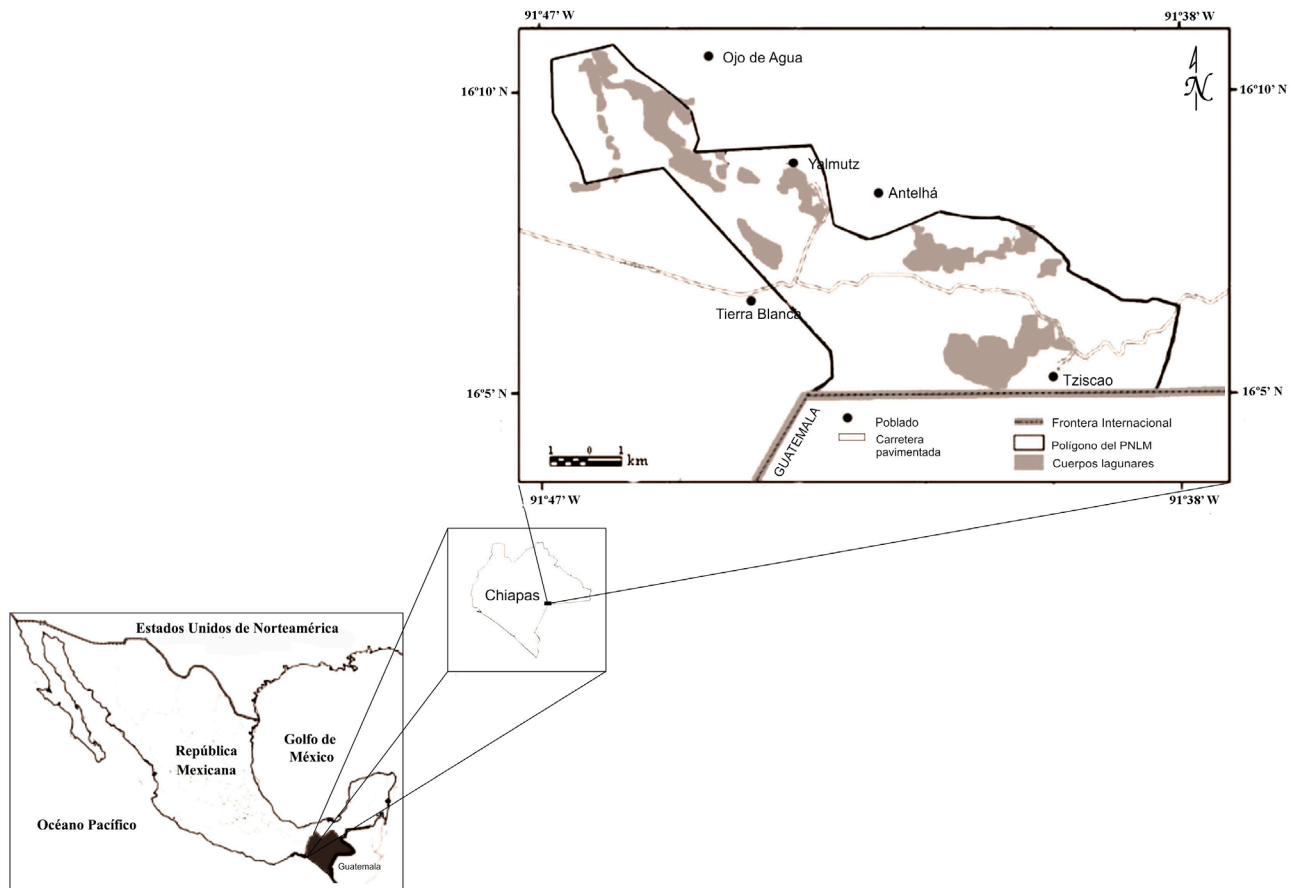 91°47' W
91°38' W
Ojo de Agua
N
16°10' N
16°10' N
Yalmutz
Antelhá
Tierra Blanca
Tziscao
16°5' N
16°5' N
GUATEMALA
Poblado
Carretera
pavimentada
Frontera Internacional
Polígono del PNLM
Cuerpos lagunares
1 0 1
km
91°47' W
91°38' W
Chiapas
Estados Unidos de Norteamérica
Golfo de
México
República
Mexicana
Océano Pacífico
Guatemala